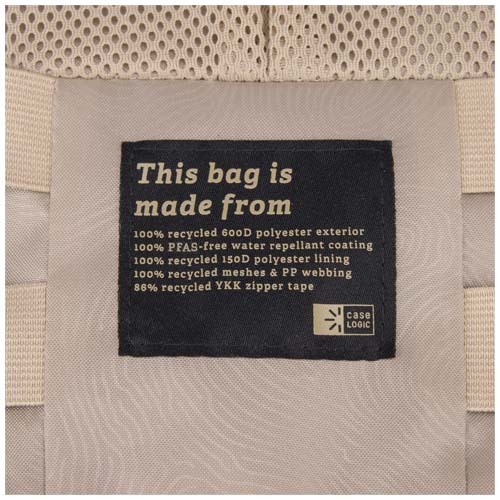 This bag is
made from
100% recycled 600D polyester exterior
100% PFAS-free water repellant coating
100% recycled 150D polyester lining
100% recycled meshes & PP webbing
86% recycled YKK zipper tape
case
LOGIC